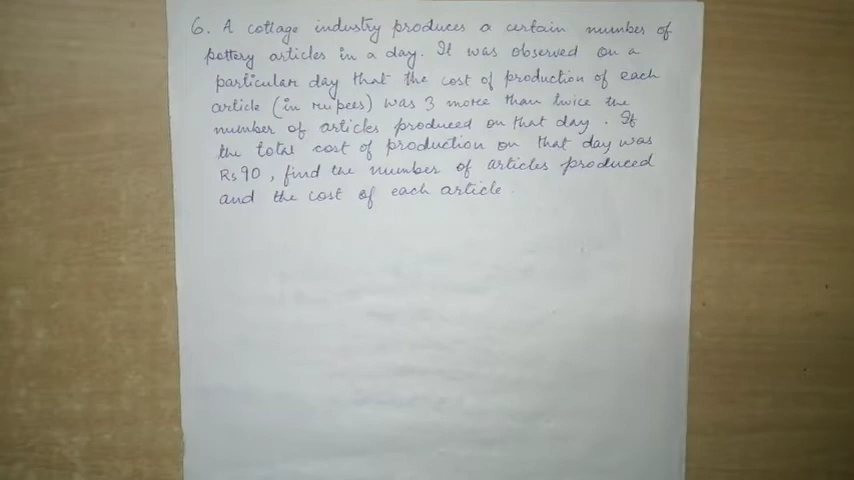 6. A cottage industry produces a certain number of
pottery articles in a day. It was observed on a
particular day that the cost of production of each
article (in rupees) was 3 more than twice the
number of articles produced on that day. If
the total cost of production on that day was
Rs 90, find the number of articles produced
and the cost of each article.